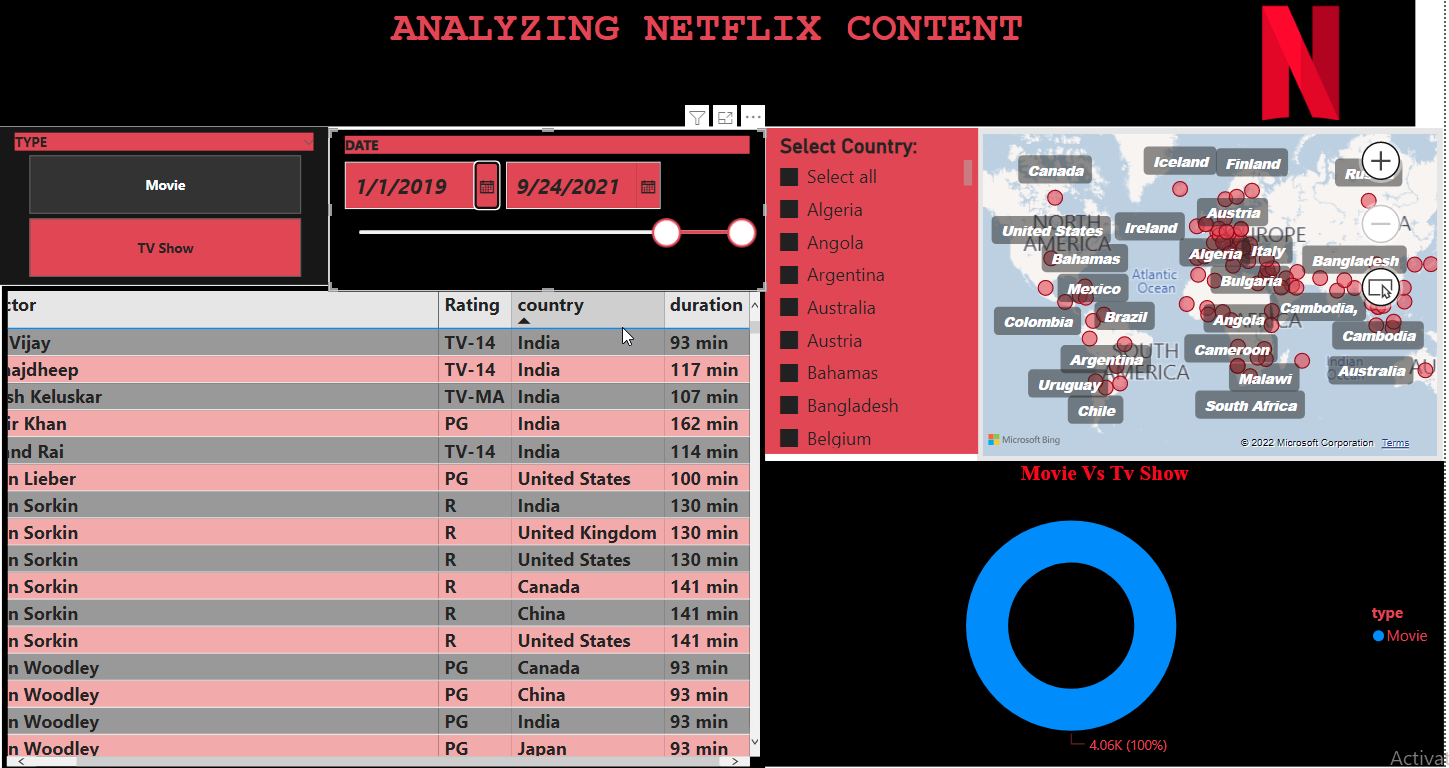 ANALYZING NETFLIX CONTENT
TYPE
Movie
TV Show
DATE
1/1/2019
9/24/2021
Select Country:
Select all
Algeria
Angola
Argentina
Australia
Austria
Bahamas
Bangladesh
Belgium
ctor Rating country duration
Vijay TV-14 India 93 min
najdheep TV-14 India 117 min
sh Keluskar TV-MA India 107 min
ir Khan PG India 162 min
and Rai TV-14 India 114 min
n Lieber PG United States 100 min
n Sorkin R India 130 min
n Sorkin R United Kingdom 130 min
n Sorkin R United States 130 min
n Sorkin R Canada 141 min
n Sorkin R China 141 min
n Sorkin R United States 141 min
n Woodley PG Canada 93 min
n Woodley PG China 93 min
n Woodley PG India 93 min
n Woodley PG Japan 93 min
Canada
Iceland
Finland
Austria
NORTH AMERICA
United States
Ireland
Algeria
Italy
Bahamas
Bangladesh
Atlantic Ocean
Bulgaria
Mexico
Cambodia,
Colombia
Brazil
Angola
Cambodia
SOUTH AMERICA
Argentina
Cameroon
Indian
Australia
Uruguay
Malawi
Chile
South Africa
Microsoft Bing
© 2022 Microsoft Corporation Terms
Movie Vs Tv Show
type
Movie
4.06K (100%)
Activa